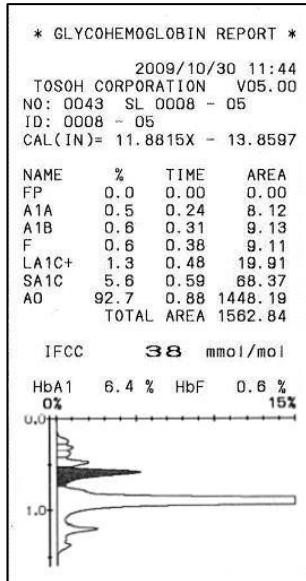 * GLYCOHEMOGLOBIN REPORT *
2009/10/30 11:44
TOSOH CORPORATION V05.00
NO: 0043 SL 0008 - 05
ID: 0008 - 05
CAL(IN)= 11.8815X - 13.8597
NAME % TIME AREA
FP 0.0 0.00 0.00
A1A 0.5 0.24 8.12
A1B 0.6 0.31 9.13
F 0.6 0.38 9.11
LA1C+ 1.3 0.48 19.91
SA1C 5.6 0.59 68.37
AO 92.7 0.88 1448.19
TOTAL AREA 1562.84
IFCC 38 mmol/mol
HbA1 6.4 % HbF 0.6 %
0% 15%
0.0
1.0